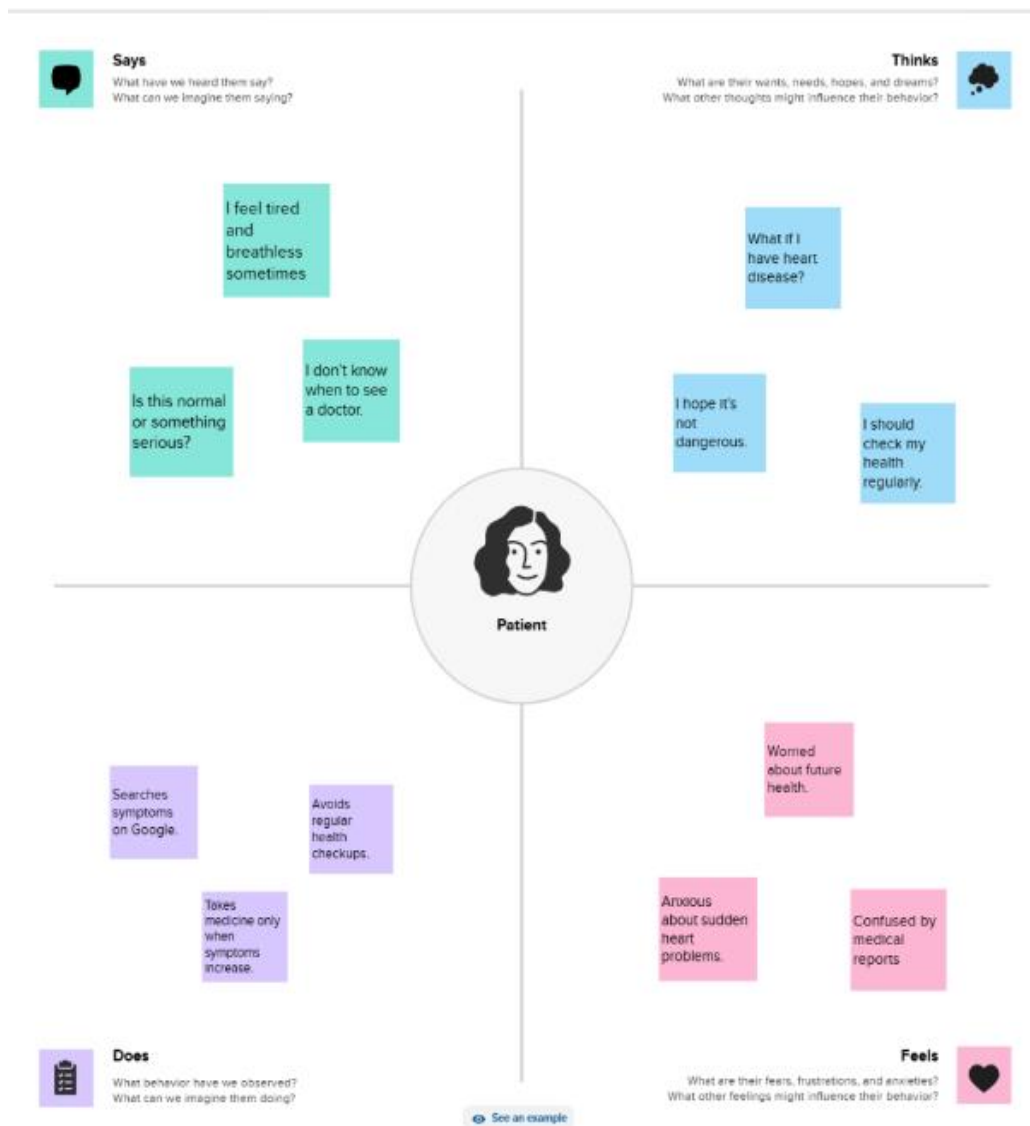 Says
What have we heard them say?
What can we imagine them saying?
Thinks
What are their wants, needs, hopes, and dreams?
What other thoughts might influence their behavior?
I feel tired
and
breathless
sometimes
Is this normal
or something
serious?
I don't know
when to see
a doctor.
What if I
have heart
disease?
I hope it's
not
dangerous.
I should
check my
health
regularly.
Patient
Searches
symptoms
on Google.
Avoids
regular
health
checkups.
Takes
medicine only
when
symptoms
increase.
Worried
about future
health.
Anxious
about sudden
heart
problems.
Confused by
medical
reports
Does
What behavior have we observed?
What can we imagine them doing?
Feels
What are their fears, frustrations, and anxieties?
What other feelings might influence their behavior?
See an example